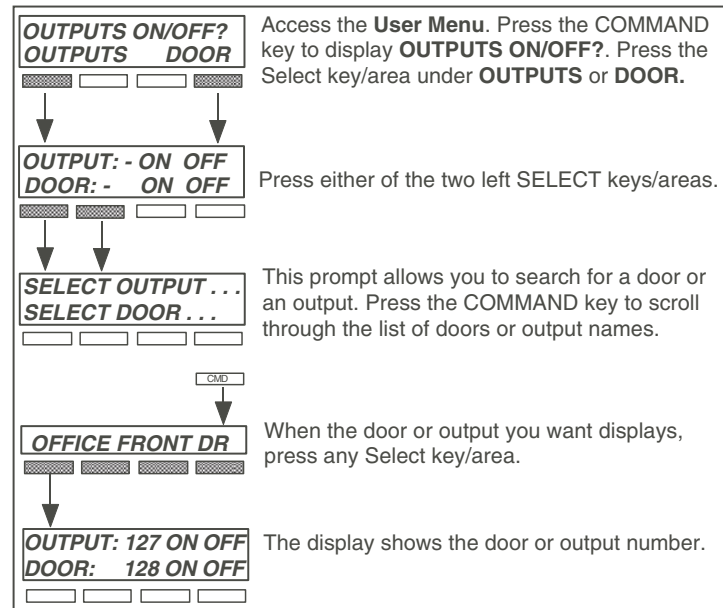 OUTPUTS ON/OFF?
OUTPUTS DOOR
Access the User Menu. Press the COMMAND
key to display OUTPUTS ON/OFF?. Press the
Select key/area under OUTPUTS or DOOR.
OUTPUT: - ON OFF
DOOR: - ON OFF
Press either of the two left SELECT keys/areas.
SELECT OUTPUT . . .
SELECT DOOR . . .
This prompt allows you to search for a door or
an output. Press the COMMAND key to scroll
through the list of doors or output names.
CMD
OFFICE FRONT DR
When the door or output you want displays,
press any Select key/area.
OUTPUT: 127 ON OFF
DOOR: 128 ON OFF
The display shows the door or output number.